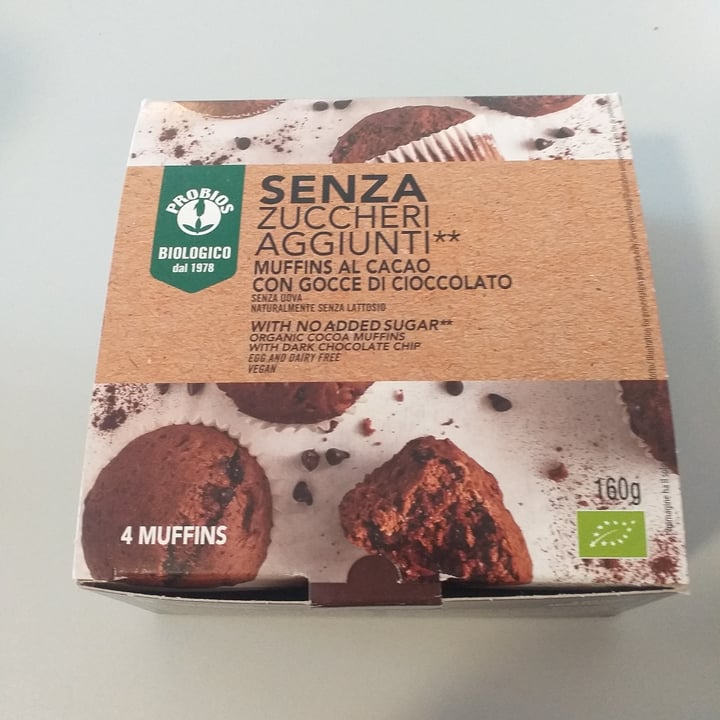 PROBIOS
BIOLOGICO
dal 1978
SENZA
ZUCCHERI
AGGIUNTI**
MUFFINS AL CACAO
CON GOCCE DI CIOCCOLATO
SENZA UOVA
NATURALMENTE SENZA LATTOSIO
WITH NO ADDED SUGAR**
ORGANIC COCOA MUFFINS
WITH DARK CHOCOLATE CHIP
EGG AND DAIRY FREE
VEGAN
160g
4 MUFFINS